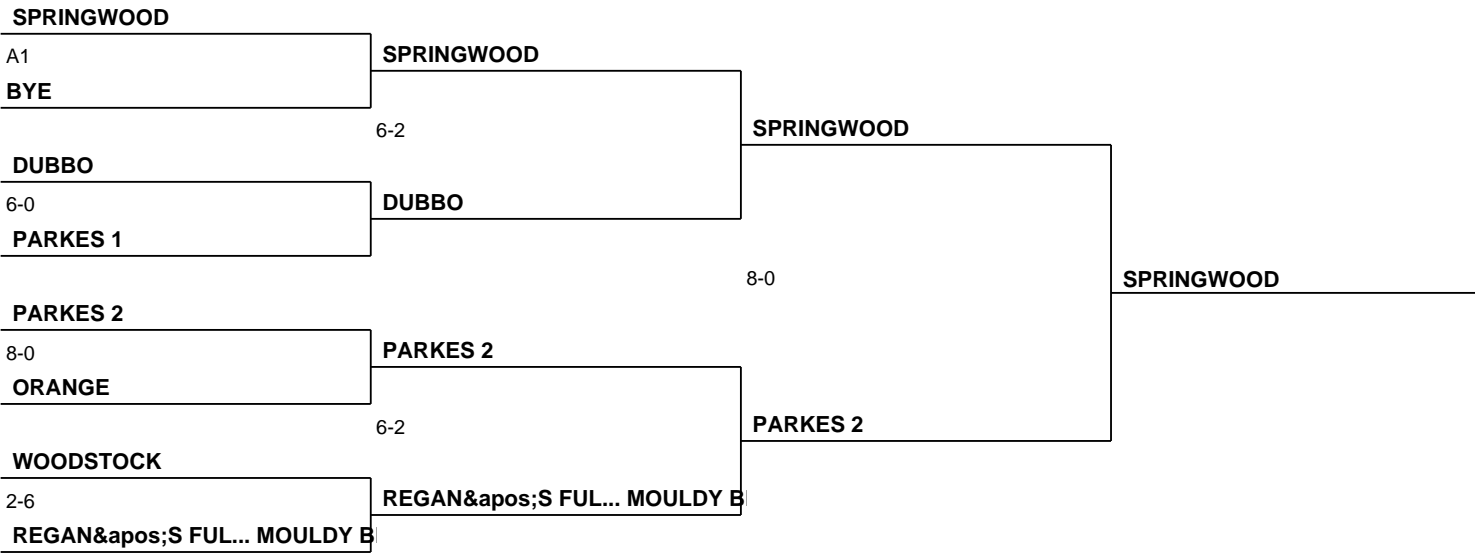 SPRINGWOOD
A1
BYE
DUBBO
6-0
PARKES 1
PARKES 2
8-0
ORANGE
WOODSTOCK
2-6
REGAN&apos;S FUL... MOULDY B
SPRINGWOOD
6-2
DUBBO
PARKES 2
6-2
REGAN&apos;S FUL... MOULDY B
SPRINGWOOD
8-0
PARKES 2
SPRINGWOOD